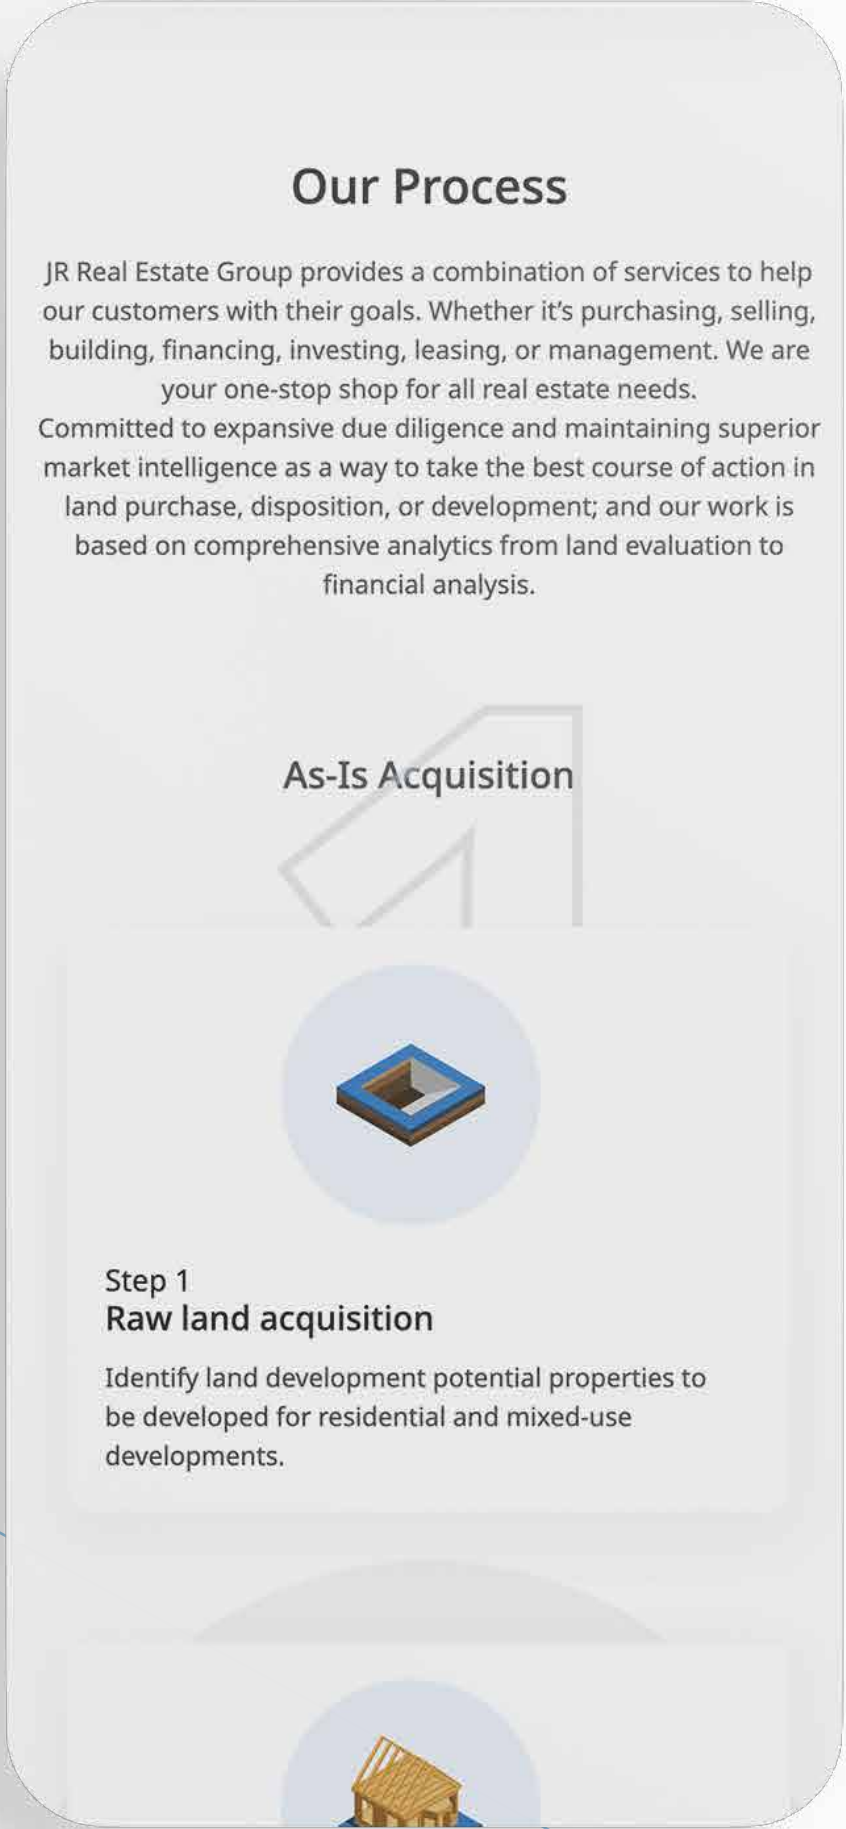 Our Process
JR Real Estate Group provides a combination of services to help
our customers with their goals. Whether it’s purchasing, selling,
building, financing, investing, leasing, or management. We are
your one-stop shop for all real estate needs.
Committed to expansive due diligence and maintaining superior
market intelligence as a way to take the best course of action in
land purchase, disposition, or development; and our work is
based on comprehensive analytics from land evaluation to
financial analysis.
As-Is Acquisition
Step 1
Raw land acquisition
Identify land development potential properties to
be developed for residential and mixed-use
developments.